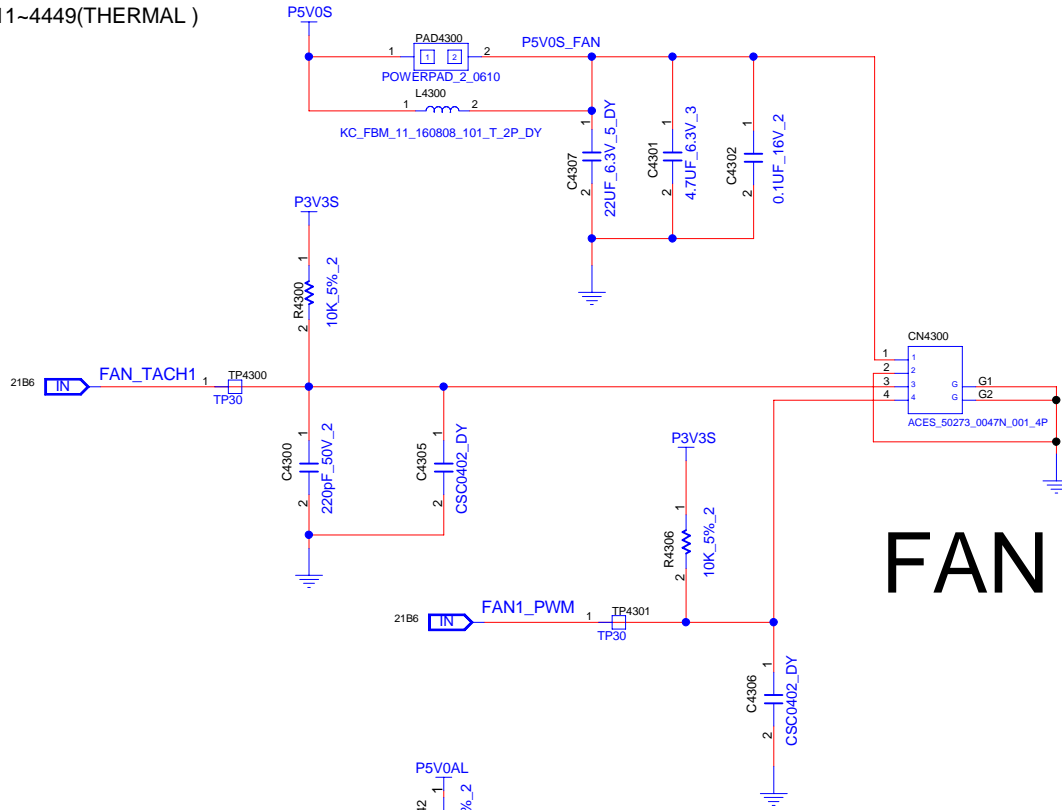 11~4449(THERMAL )
P5V0S
PAD4300
1 1 2 2
P5V0S_FAN
POWERPAD_2_0610
L4300
1 2
KC_FBM_11_160808_101_T_2P_DY
1
C4307
2
22UF_6.3V_5_DY
1
C4301
2
4.7UF_6.3V_3
1
C4302
2
0.1UF_16V_2
P3V3S
1
R4300
2
10K_5%_2
CN4300
1 1
2 2
3 3
4 4
G G1
G G2
ACES_50273_0047N_001_4P
21B6 IN FAN_TACH1 1 TP4300
TP30
1
C4300
2
220pF_50V_2
1
C4305
2
CSC0402_DY
P3V3S
1
R4306
2
10K_5%_2
FAN
21B6 IN FAN1_PWM 1 TP4301
TP30
1
C4306
2
CSC0402_DY
P5V0AL
1